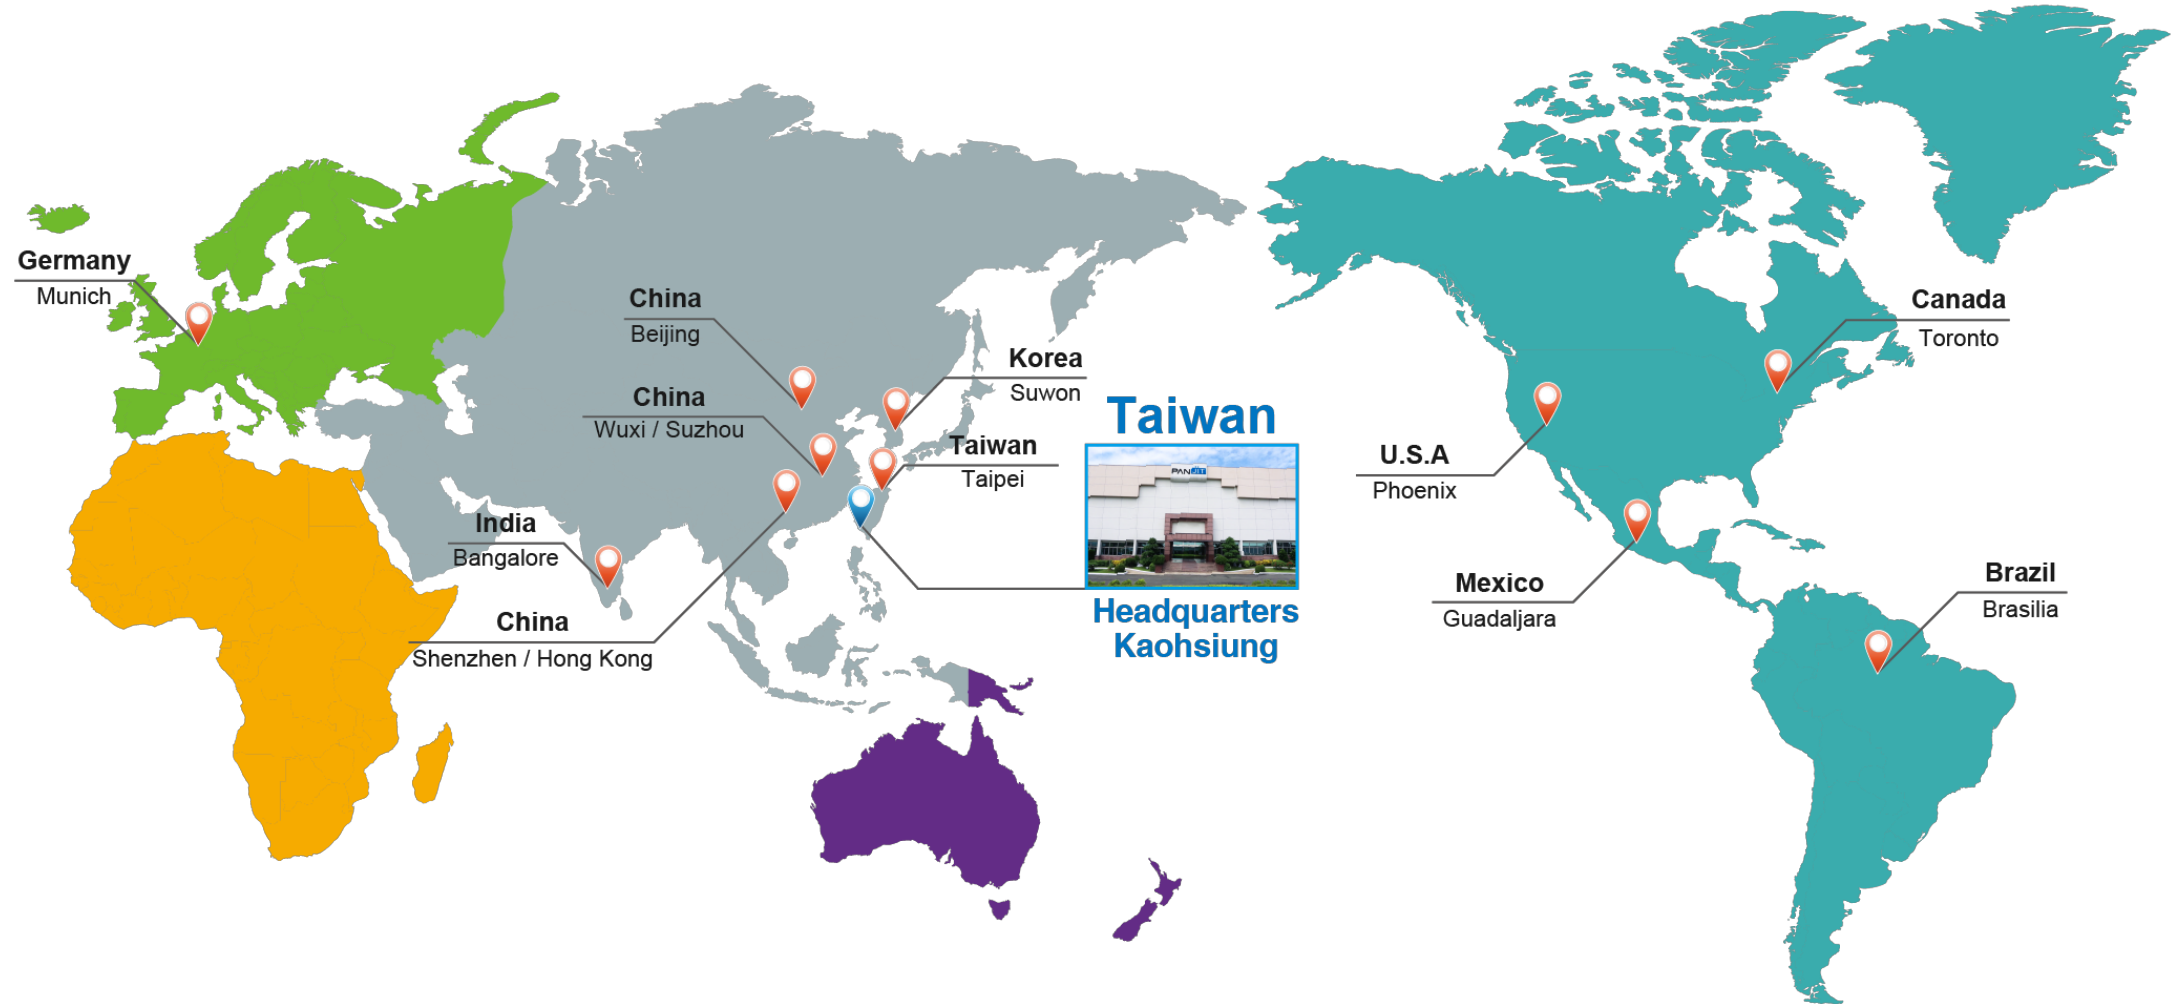 Germany
Munich
China
Beijing
China
Wuxi / Suzhou
Korea
Suwon
Taiwan
Taipei
India
Bangalore
China
Shenzhen / Hong Kong
Taiwan
PANJIT
Headquarters
Kaohsiung
Canada
Toronto
U.S.A
Phoenix
Mexico
Guadaljara
Brazil
Brasilia